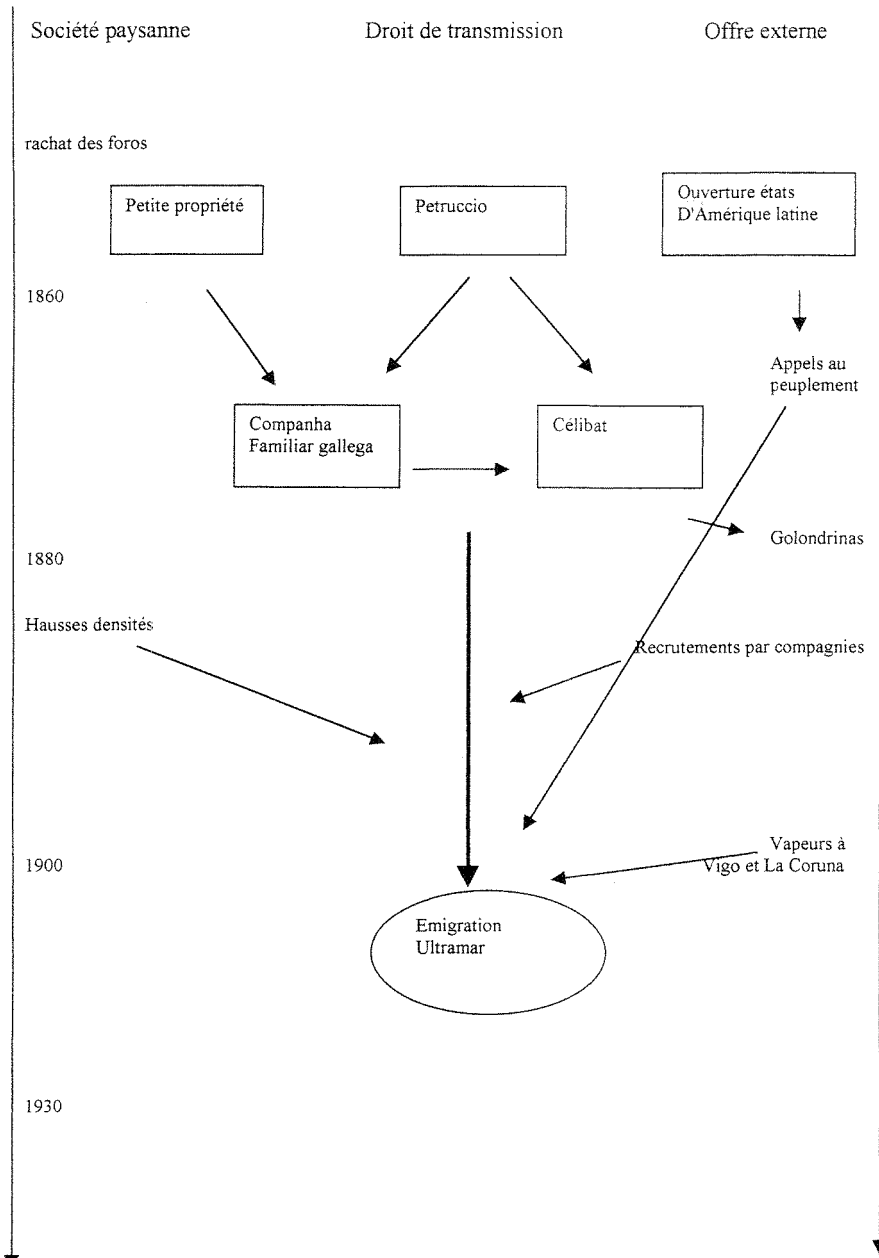 Société paysanne
Droit de transmission
Offre externe
rachat des foros
Petite propriété
Petruccio
Ouverture états
D'Amérique latine
1860
Appels au
peuplement
Companha
Familiar gallega
Célibat
Golondrinas
1880
Hausses densités
Recrutements par compagnies
Vapeurs à
Vigo et La Coruna
1900
Emigration
Ultramar
1930